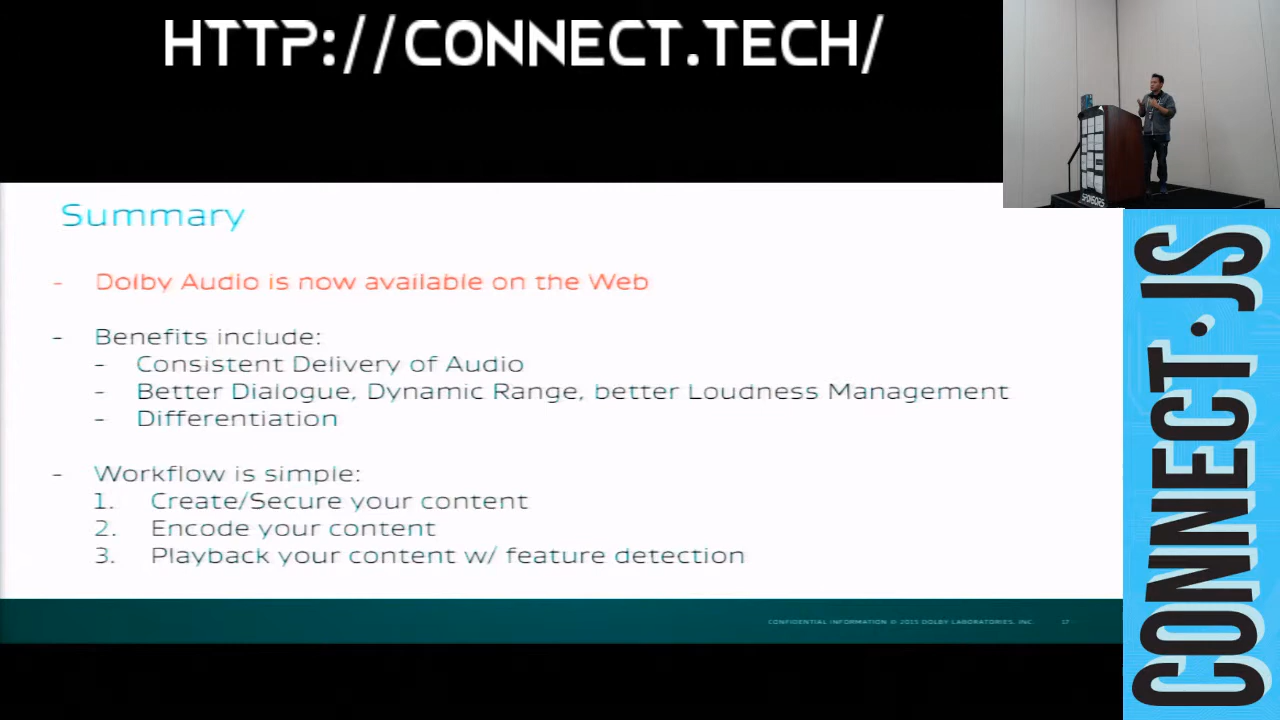 HTTP://CONNECT.TECH/
Summary
- Dolby Audio is now available on the Web
- Benefits include:
- Consistent Delivery of Audio
- Better Dialogue, Dynamic Range, better Loudness Management
- Differentiation
- Workflow is simple:
1. Create/Secure your content
2. Encode your content
3. Playback your content w/ feature detection
CONFIDENTIAL INFORMATION © 2015 DOLBY LABORATORIES, INC. 17
SPONSORS
CONNECT.JS